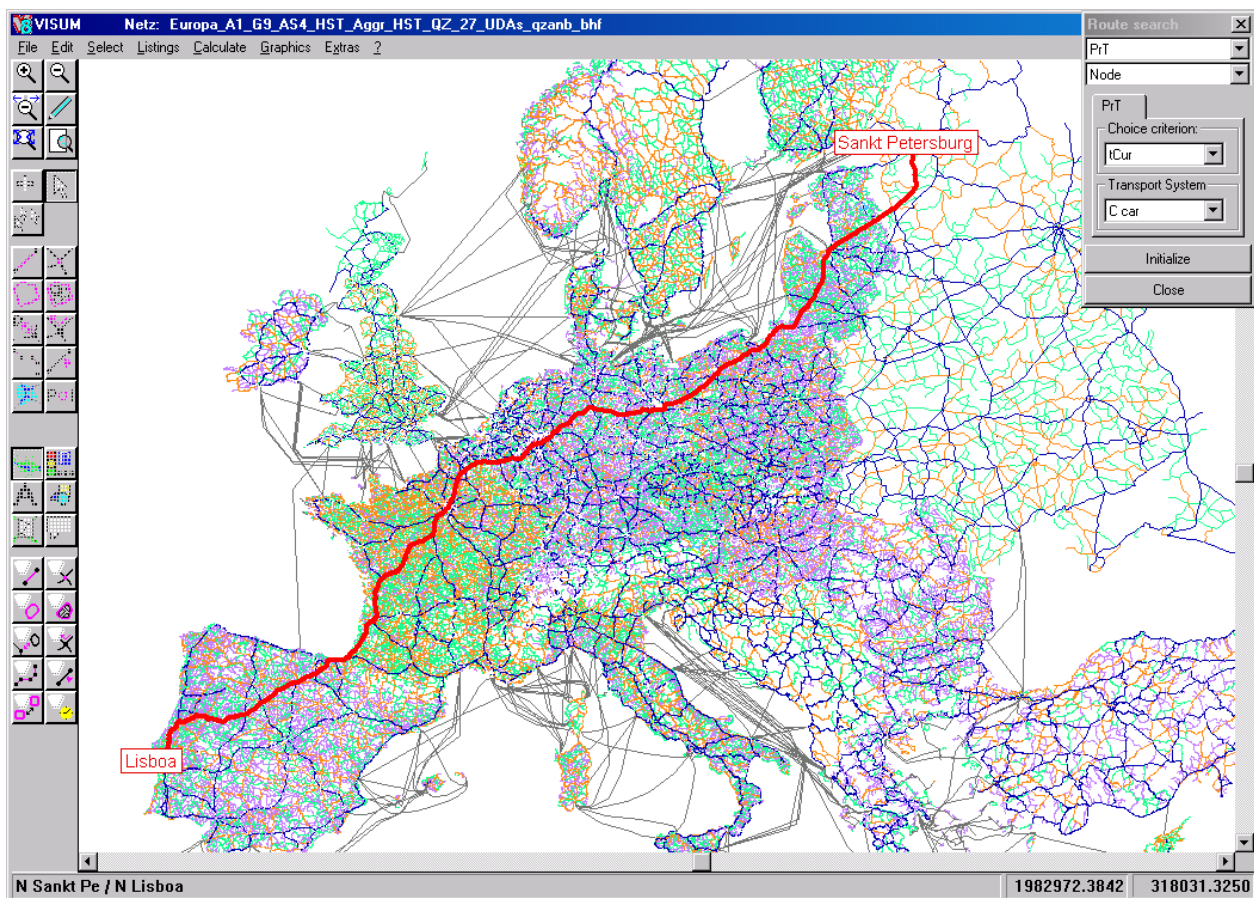 VISUM Netz: Europa_A1_G9_AS4_HST_Aggr_HST_QZ_27_UDAs_qzanb_bhf
File Edit Select Listings Calculate Graphics Extras ?
Route search
PrT
Node
PrT
Choice criterion:
tCur
Transport System
C car
Initialize
Close
Sankt Petersburg
Lisboa
N Sankt Pe / N Lisboa 1982972.3842 318031.3250